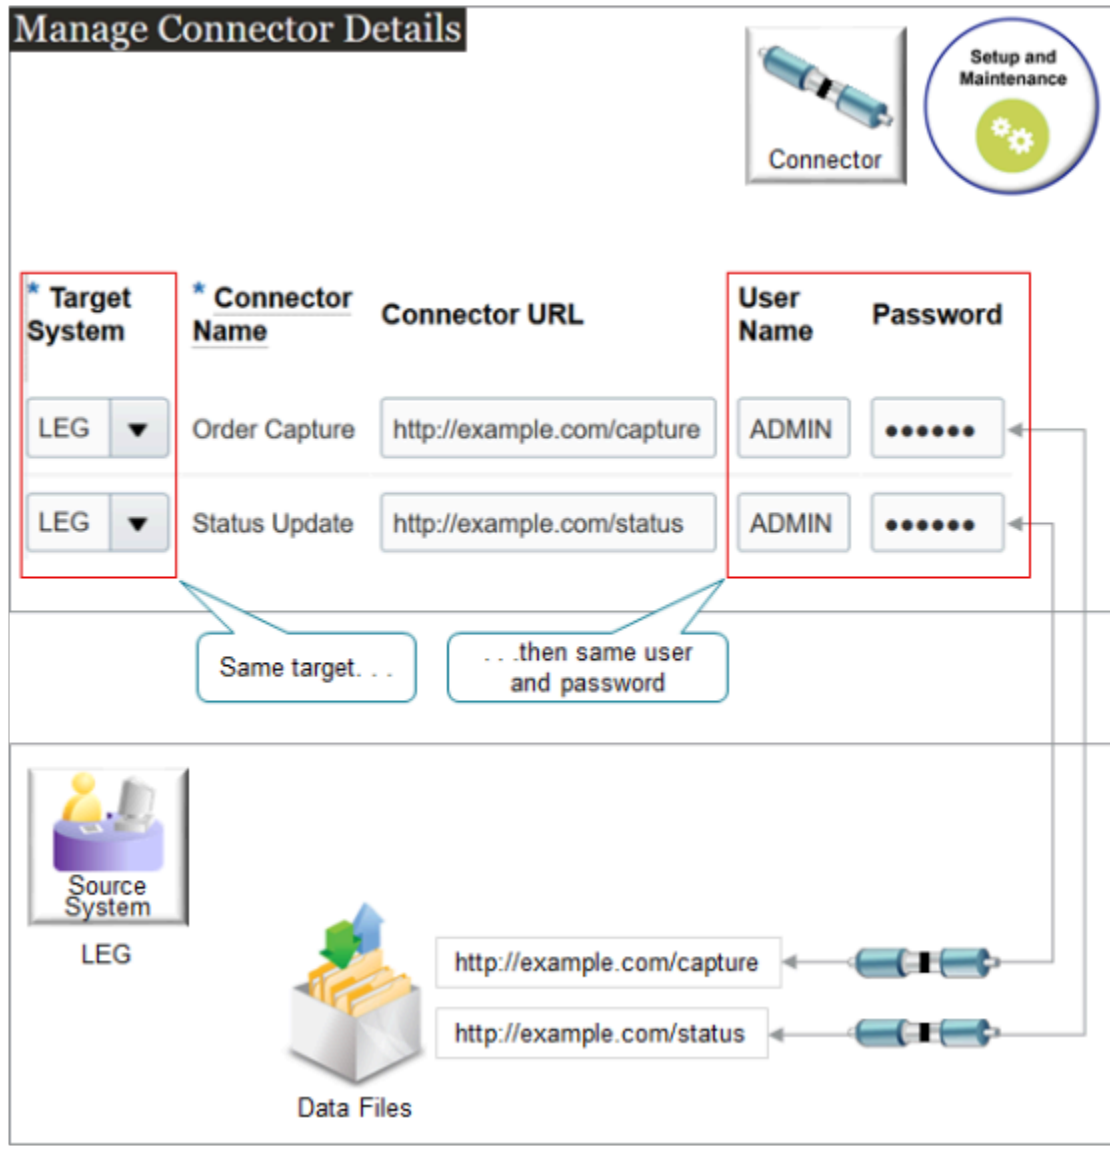 Manage Connector Details
Connector
Setup and
Maintenance
* Target
System
* Connector
Name
Connector URL
User
Name
Password
LEG
Order Capture
http://example.com/capture
ADMIN
••••••
LEG
Status Update
http://example.com/status
ADMIN
••••••
Same target. . .
. . .then same user
and password
Source
System
LEG
http://example.com/capture
http://example.com/status
Data Files